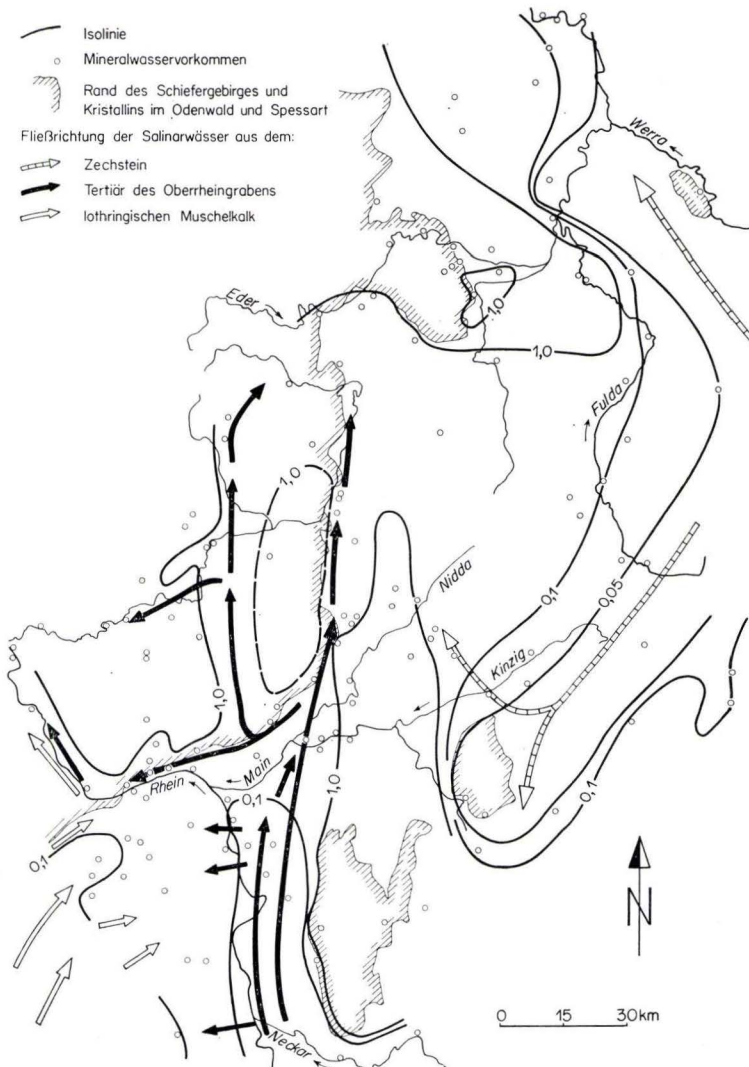 Isolinie
Mineralwasservorkommen
Rand des Schiefergebirges und
Kristallins im Odenwald und Spessart
Fließrichtung der Salinarwässer aus dem:
Zechstein
Tertiär des Oberrheingrabens
lothringischen Muschelkalk
Werra
Eder
1,0
1,0
Fulda
1,0
Nidda
0,1
0,05
Kinzig
1,0
Main
Rhein
0,1
1,0
0,1
0,1
N
0 15 30 km
Neckar